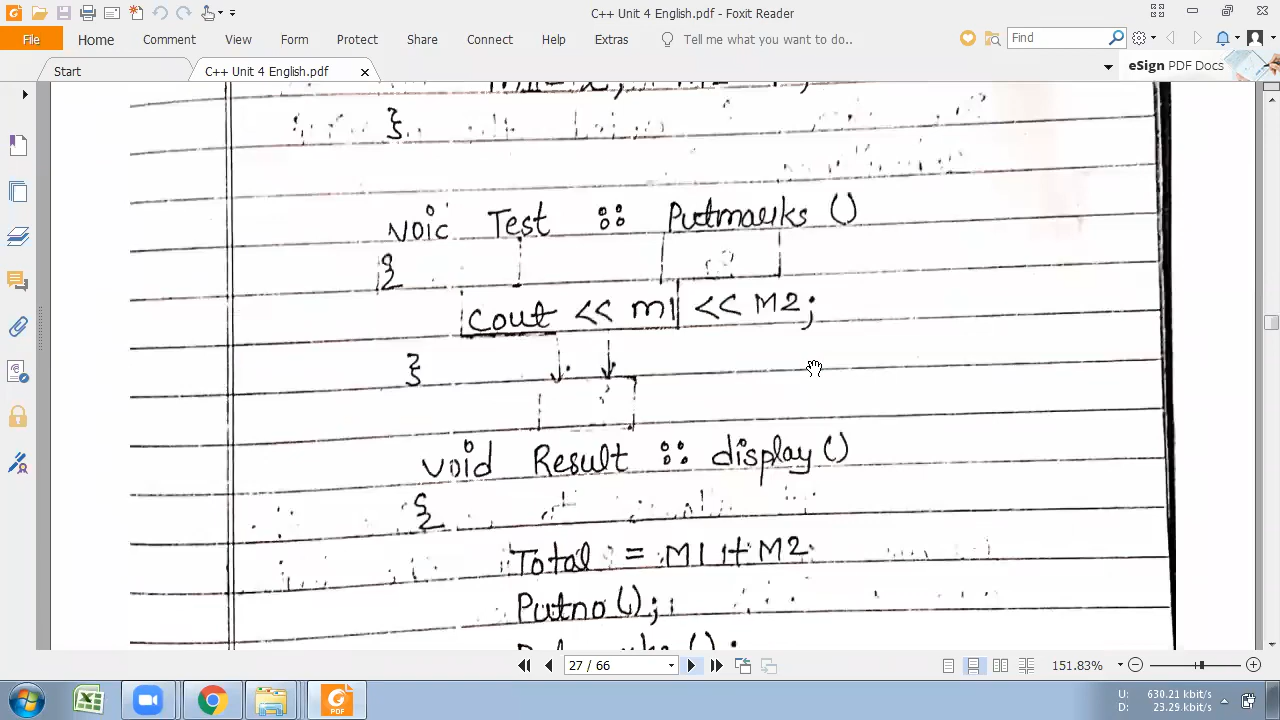 C++ Unit 4 English.pdf - Foxit Reader
File Home Comment View Form Protect Share Connect Help Extras Tell me what you want to do.. Find
Start C++ Unit 4 English.pdf eSign PDF Docu
}
voic Test :: Putmarks ()
{
cout << m1 << M2;
}
void Result :: display()
{
Total = M1 + M2
Putno();
27 / 66 151.83%
U: 630.21 kbit/s
D: 23.29 kbit/s